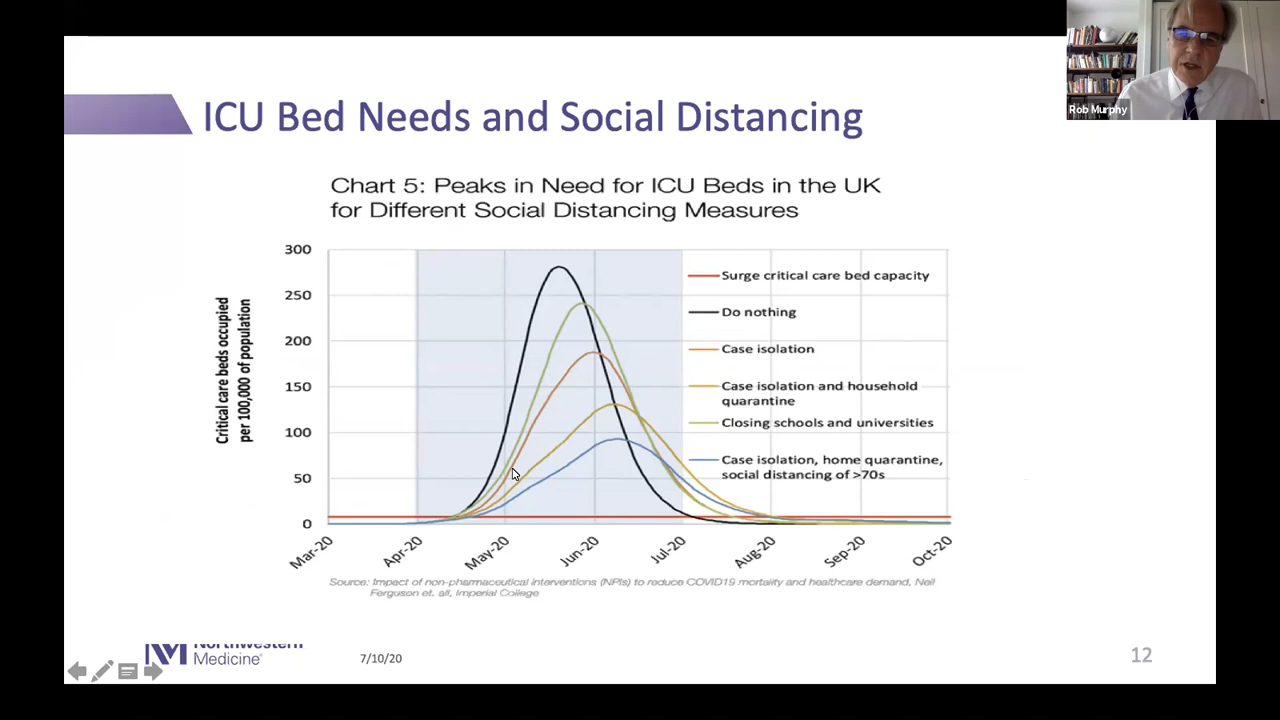 Rob Murphy
ICU Bed Needs and Social Distancing
Chart 5: Peaks in Need for ICU Beds in the UK
for Different Social Distancing Measures
Critical care beds occupied
per 100,000 of population
300
250
200
150
100
50
0
Surge critical care bed capacity
Do nothing
Case isolation
Case isolation and household
quarantine
Closing schools and universities
Case isolation, home quarantine,
social distancing of >70s
Mar-20
Apr-20
May-20
Jun-20
Jul-20
Aug-20
Sep-20
Oct-20
Source: Impact of non-pharmaceutical interventions (NPIs) to reduce COVID19 mortality and healthcare demand, Neil
Ferguson et. all, Imperial College
Northwestern
Medicine®
7/10/20
12